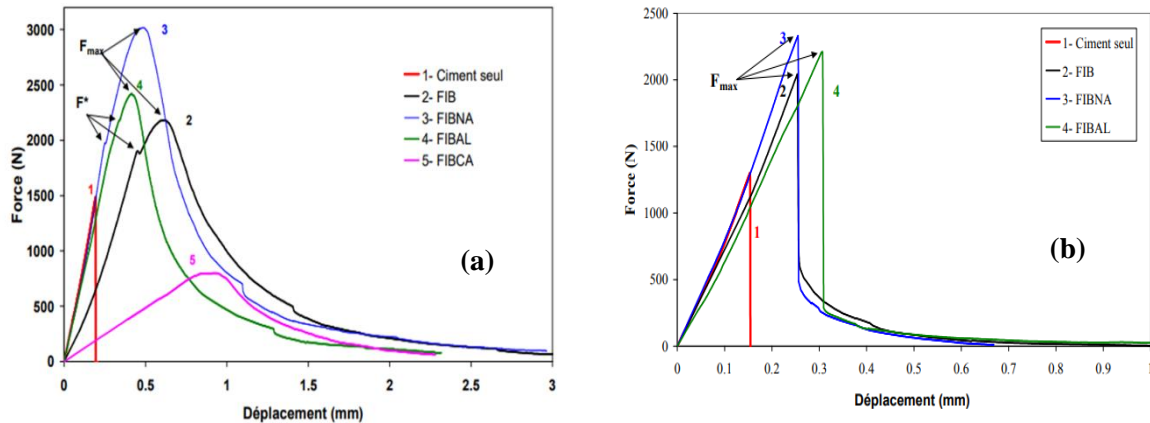 3000
2500
2000
1500
1000
500
0
Force (N)
0
0.5
1
1.5
2
2.5
3
Déplacement (mm)
Fmax
F*
1
2
3
4
5
1- Ciment seul
2- FIB
3- FIBNA
4- FIBAL
5- FIBCA
(a)
2500
2000
1500
1000
500
0
Force (N)
0
0.1
0.2
0.3
0.4
0.5
0.6
0.7
0.8
0.9
1
Déplacement (mm)
Fmax
3
2
4
1
1- Ciment seul
2- FIB
3- FIBNA
4- FIBAL
(b)